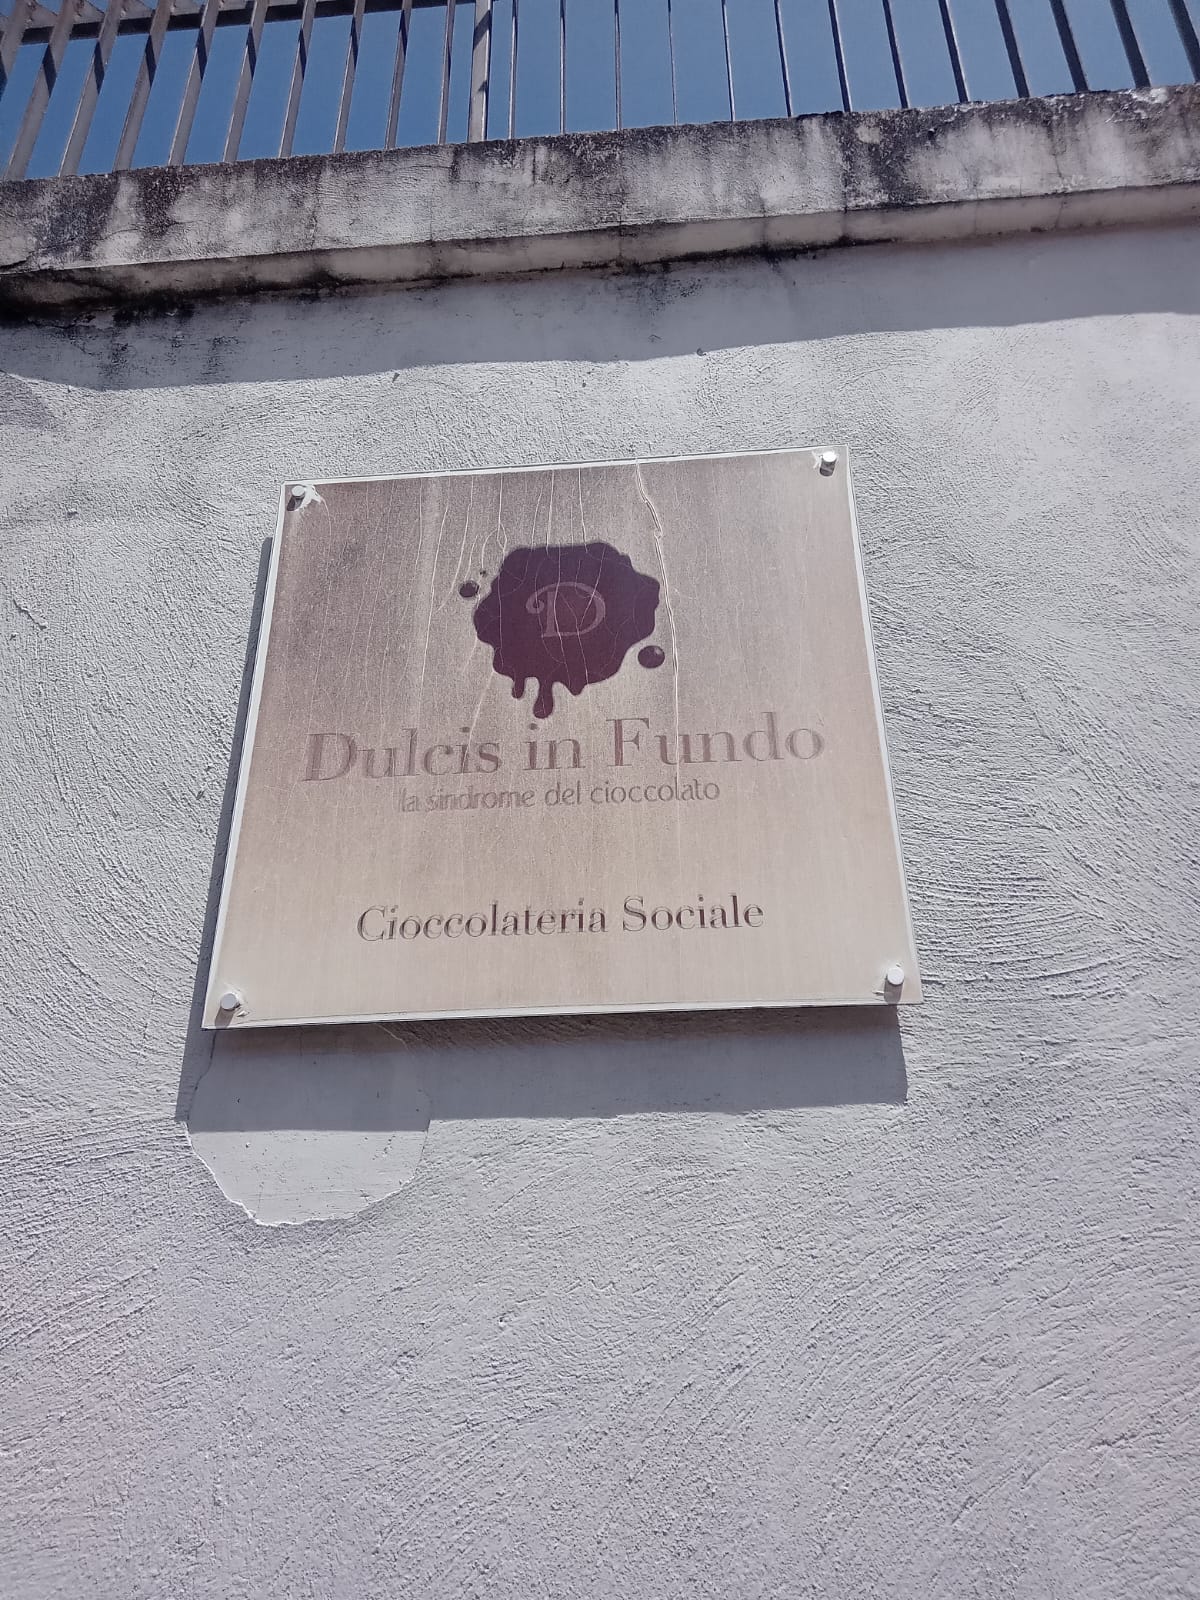 D
Dulcis in Fundo
la sindrome del cioccolato
Cioccolateria Sociale